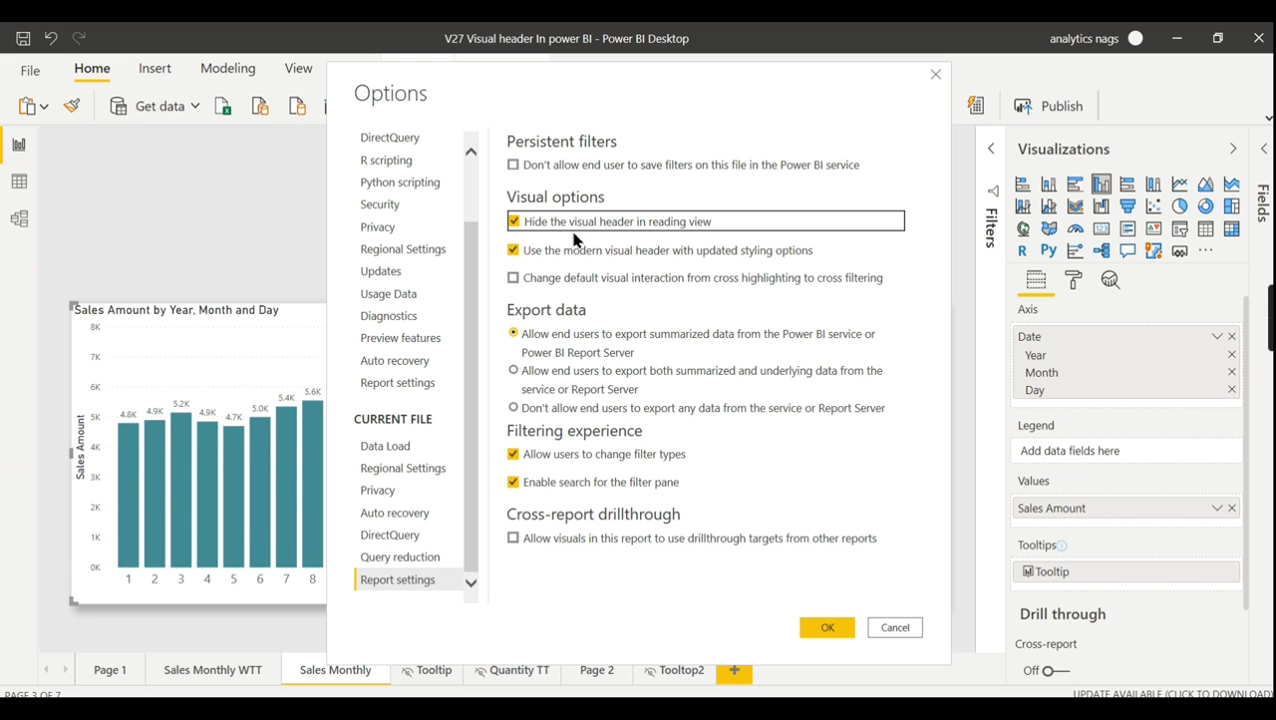 V27 Visual header In power BI - Power BI Desktop
analytics nags
File
Home
Insert
Modeling
View
Get data
Publish
Options
DirectQuery
R scripting
Python scripting
Security
Privacy
Regional Settings
Updates
Usage Data
Diagnostics
Preview features
Auto recovery
Report settings
CURRENT FILE
Data Load
Regional Settings
Privacy
Auto recovery
DirectQuery
Query reduction
Report settings
Persistent filters
Don't allow end user to save filters on this file in the Power BI service
Visual options
Hide the visual header in reading view
Use the modern visual header with updated styling options
Change default visual interaction from cross highlighting to cross filtering
Export data
Allow end users to export summarized data from the Power BI service or
Power BI Report Server
Allow end users to export both summarized and underlying data from the
service or Report Server
Don't allow end users to export any data from the service or Report Server
Filtering experience
Allow users to change filter types
Enable search for the filter pane
Cross-report drillthrough
Allow visuals in this report to use drillthrough targets from other reports
OK
Cancel
Sales Amount by Year, Month and Day
8K
7K
6K
5K
4K
3K
2K
1K
0K
Sales Amount
4.8K 4.9K 5.2K 4.9K 4.7K 5.0K 5.4K 5.6K
1 2 3 4 5 6 7 8
Filters
Visualizations
Fields
R
Py
Axis
Date
Year
Month
Day
Legend
Add data fields here
Values
Sales Amount
Tooltips
Tooltip
Drill through
Cross-report
Off
Page 1
Sales Monthly WTT
Sales Monthly
Tooltip
Quantity TT
Page 2
Tooltop2
+
PAGE 3 OF 7
UPDATE AVAILABLE (CLICK TO DOWNLOAD)